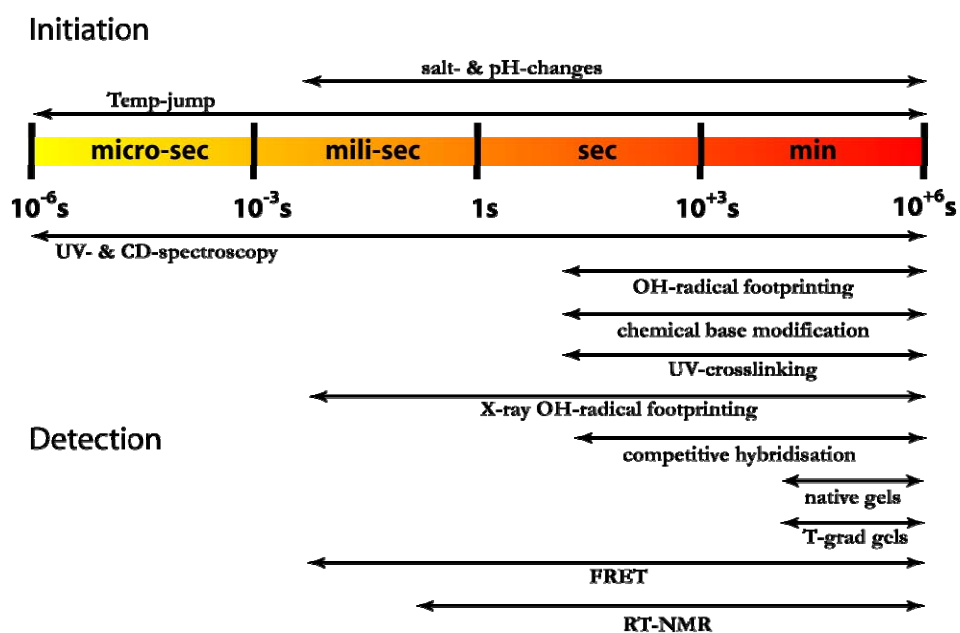 Initiation
salt- & pH-changes
Temp-jump
micro-sec mili-sec sec min
10⁻⁶s 10⁻³s 1s 10⁺³s 10⁺⁶s
UV- & CD-spectroscopy
OH-radical footprinting
chemical base modification
UV-crosslinking
X-ray OH-radical footprinting
Detection
competitive hybridisation
native gels
T-grad gels
FRET
RT-NMR